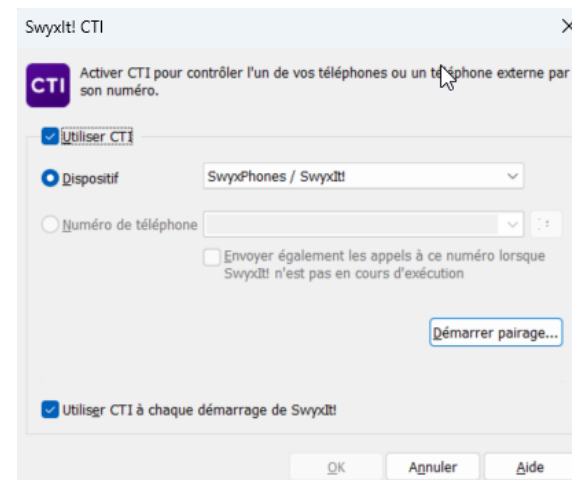 SwyxIt! CTI
CTI
Activer CTI pour contrôler l'un de vos téléphones ou un téléphone externe par
son numéro.
Utiliser CTI
Dispositif
SwyxPhones / SwyxIt!
Numéro de téléphone
Envoyer également les appels à ce numéro lorsque
SwyxIt! n'est pas en cours d'exécution
Démarrer pairage...
Utiliser CTI à chaque démarrage de SwyxIt!
OK Annuler Aide